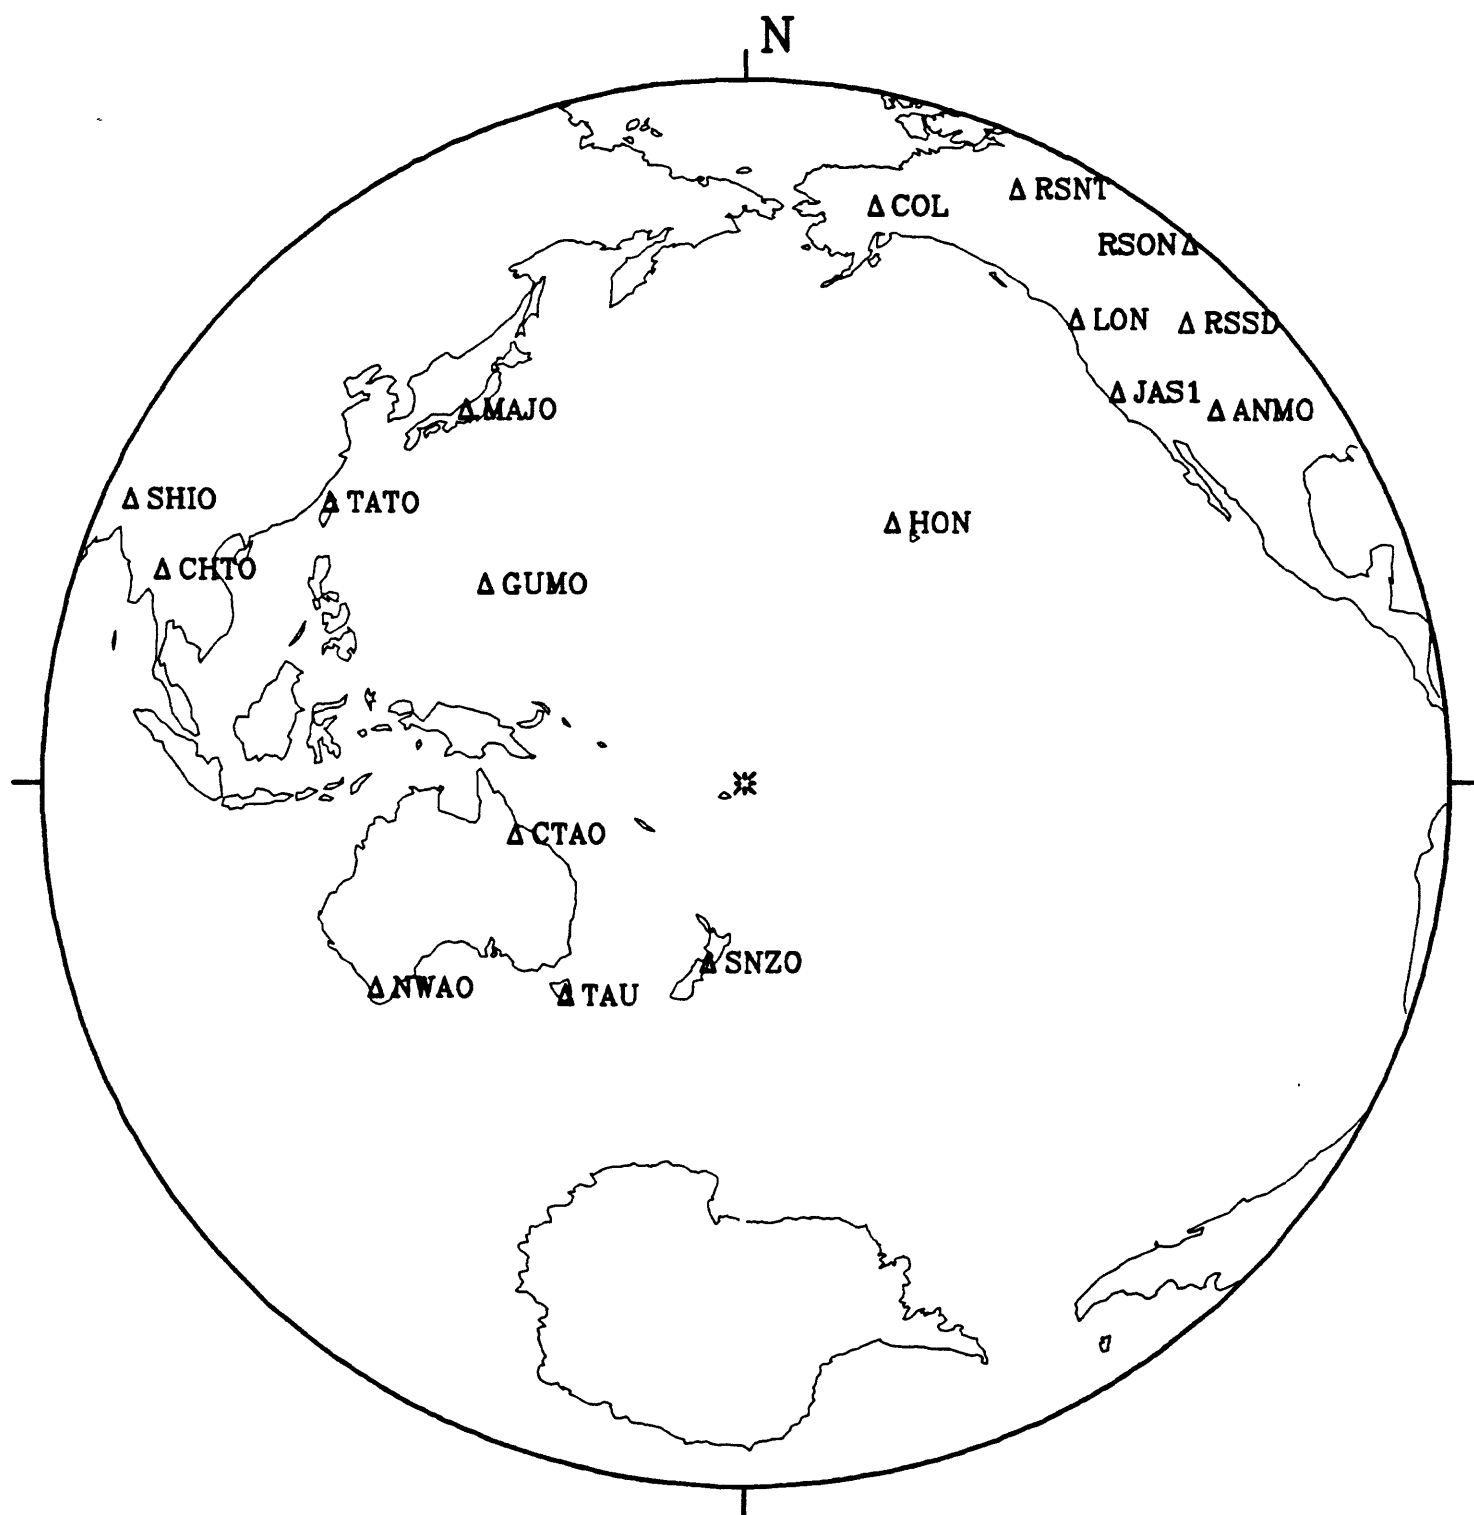 N
RSNT
COL
RSON
LON
RSSD
JAS1
ANMO
MAJO
SHIO
TATO
HON
CHTO
GUMO
CTAO
SNZO
NWAO
TAU